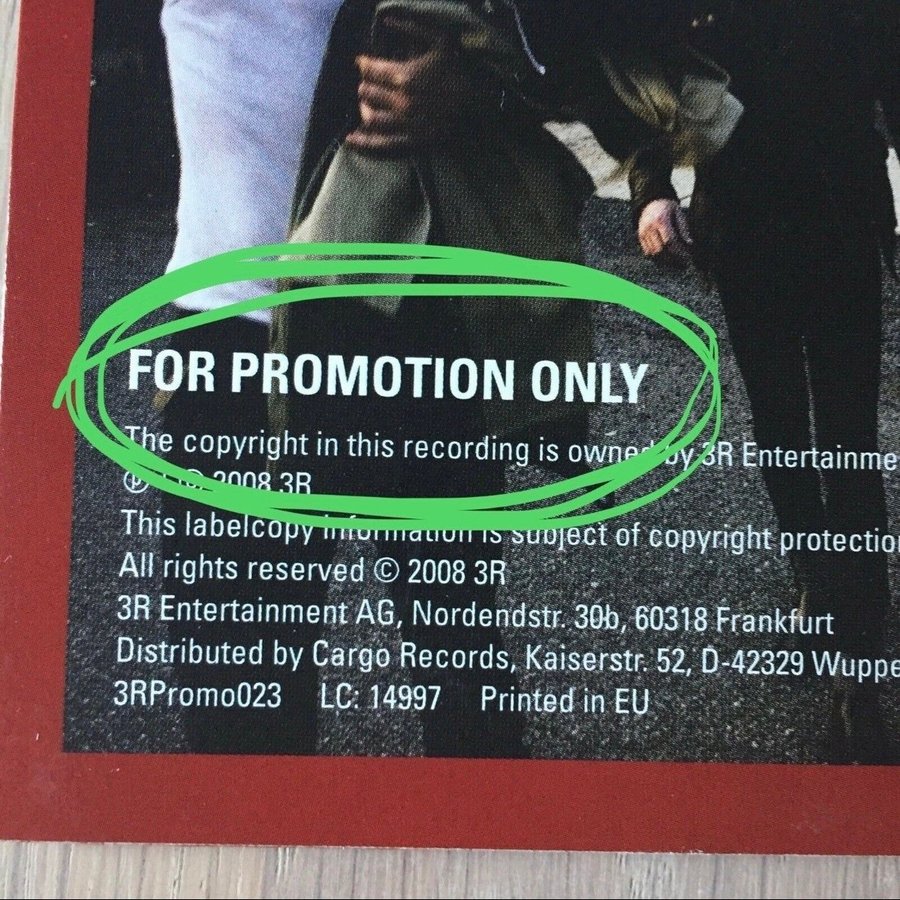 FOR PROMOTION ONLY
The copyright in this recording is owned by 3R Entertainme
℗ © 2008 3R
This labelcopy information is subject of copyright protection
All rights reserved © 2008 3R
3R Entertainment AG, Nordendstr. 30b, 60318 Frankfurt
Distributed by Cargo Records, Kaiserstr. 52, D-42329 Wuppe
3RPromo023 LC: 14997 Printed in EU